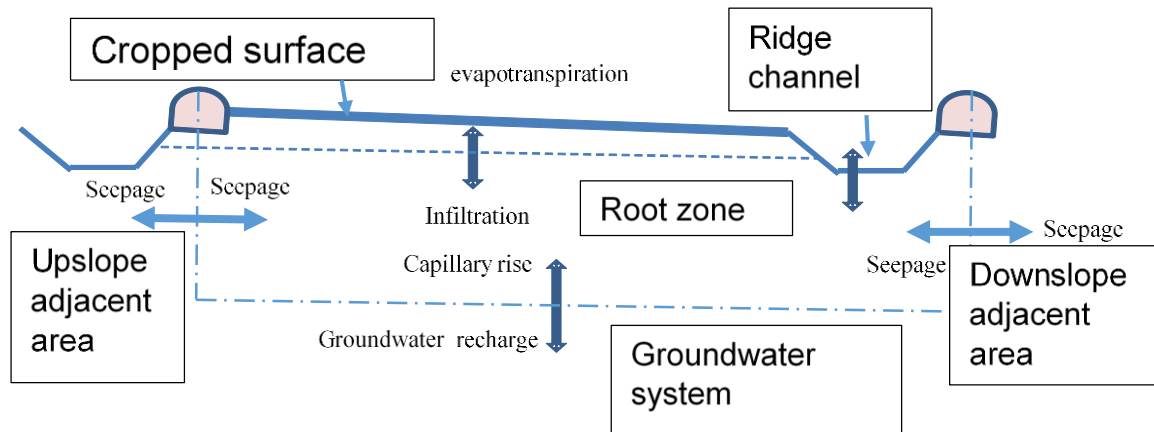 Cropped surface
Ridge
channel
evapotranspiration
Seepage
Seepage
Infiltration
Root zone
Seepage
Seepage
Upslope
adjacent
area
Capillary rise
Downslope
adjacent
area
Groundwater recharge
Groundwater
system